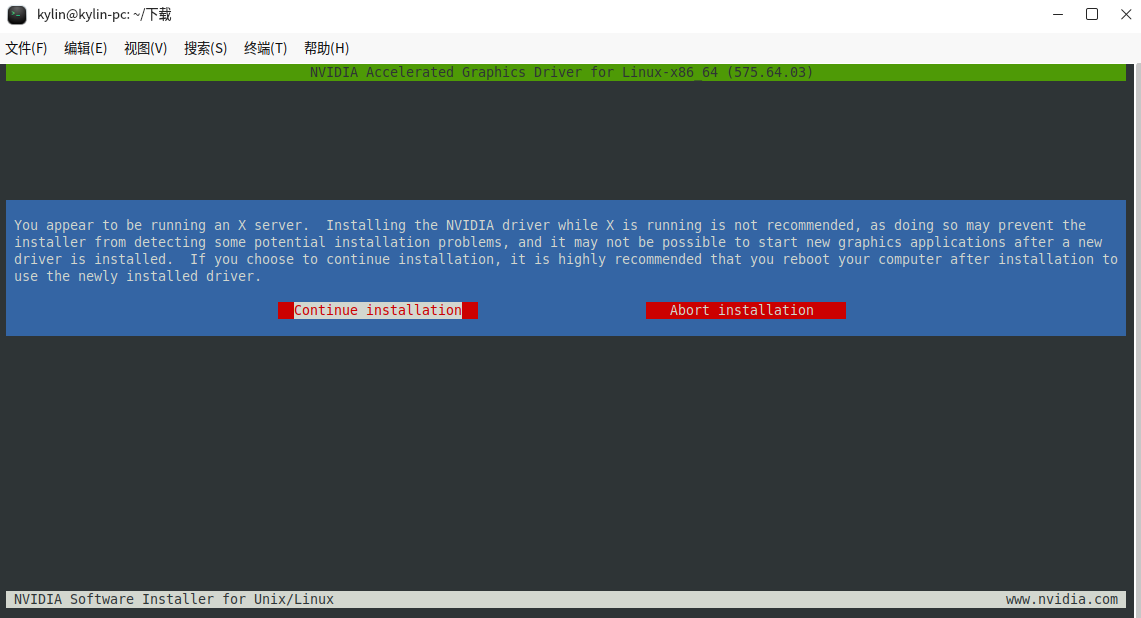 kylin@kylin-pc: ~/下载
文件(F) 编辑(E) 视图(V) 搜索(S) 终端(T) 帮助(H)
NVIDIA Accelerated Graphics Driver for Linux-x86_64 (575.64.03)
You appear to be running an X server.  Installing the NVIDIA driver while X is running is not recommended, as doing so may prevent the
installer from detecting some potential installation problems, and it may not be possible to start new graphics applications after a new
driver is installed.  If you choose to continue installation, it is highly recommended that you reboot your computer after installation to
use the newly installed driver.
Continue installation Abort installation
NVIDIA Software Installer for Unix/Linux www.nvidia.com